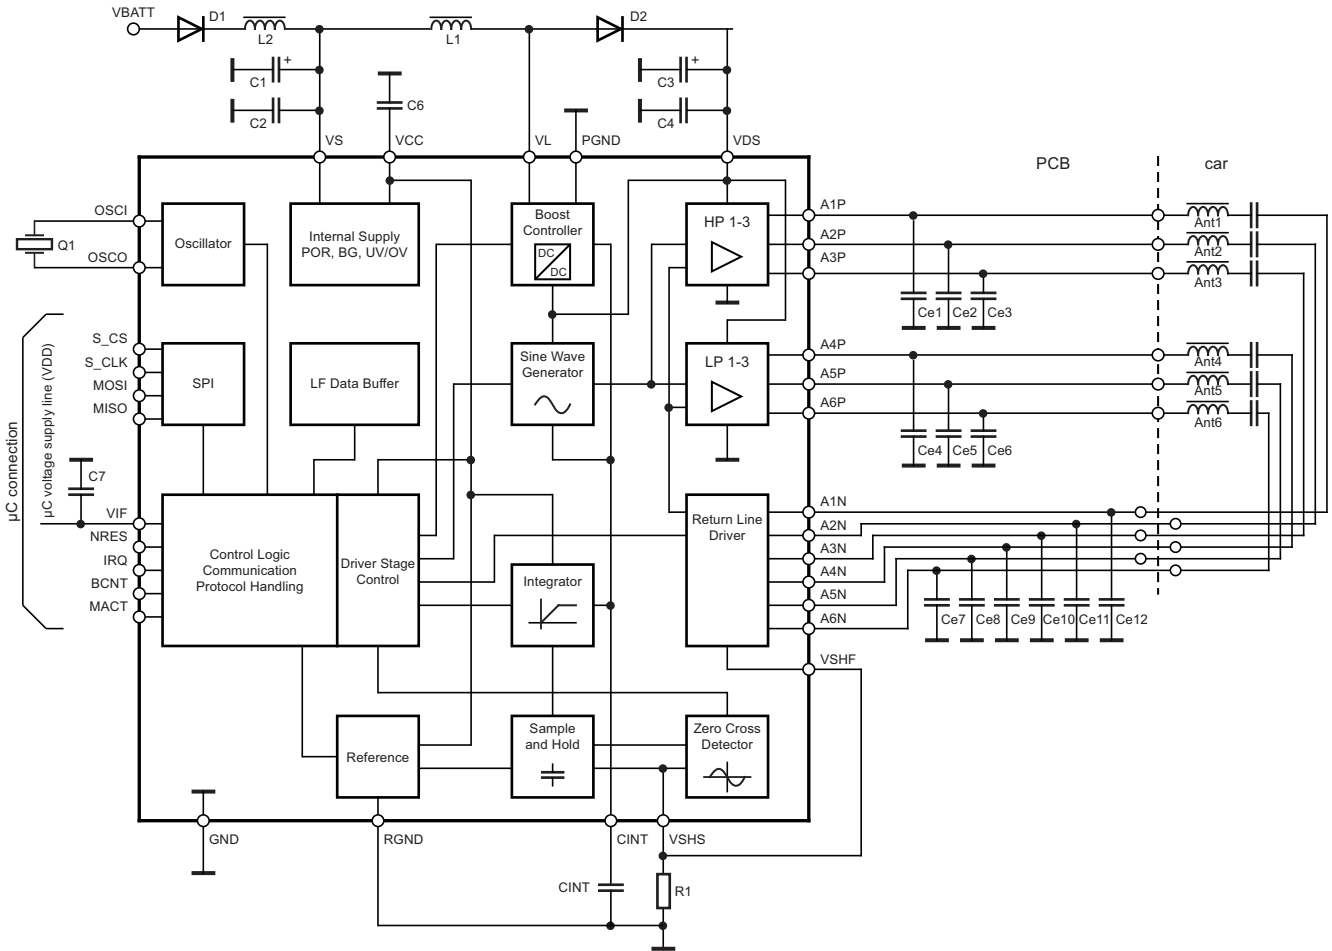 VBATT
D1
L2
L1
D2
C1
+
C2
C6
C3
+
C4
VS
VCC
VL
PGND
VDS
PCB
car
OSCI
Q1
OSCO
Oscillator
Internal Supply
POR, BG, UV/OV
Boost
Controller
DC
DC
HP 1-3
A1P
A2P
A3P
Ant1
Ant2
Ant3
Ce1
Ce2
Ce3
S_CS
S_CLK
MOSI
MISO
SPI
LF Data Buffer
Sine Wave
Generator
LP 1-3
A4P
A5P
A6P
Ant4
Ant5
Ant6
Ce4
Ce5
Ce6
µC connection
µC voltage supply line (VDD)
C7
VIF
NRES
IRQ
BCNT
MACT
Control Logic
Communication
Protocol Handling
Driver Stage
Control
Integrator
Return Line
Driver
A1N
A2N
A3N
A4N
A5N
A6N
Ce7
Ce8
Ce9
Ce10
Ce11
Ce12
VSHF
Reference
Sample
and Hold
Zero Cross
Detector
GND
RGND
CINT
VSHS
CINT
R1